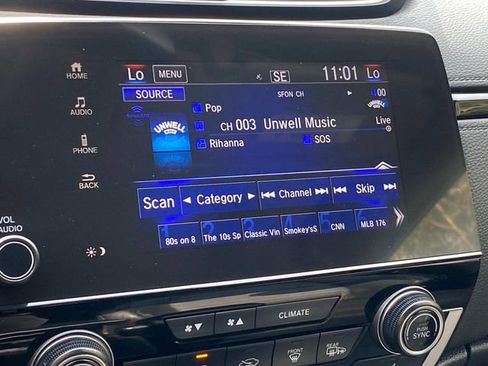 HOME
Lo
MENU
SE
11:01
Lo
SOURCE
SFON CH
00
AUDIO
SiriusXM
Pop
UNWELL
CH 003 Unwell Music
Live
PHONE
Rihanna
SOS
BACK
VOL
AUDIO
Scan
Category
Channel
Skip
1
2
3
4
5
6
80s on 8
The 10s Sp
Classic Vin
Smokey'sS
CNN
MLB 176
CLIMATE
FRONT
REAR
PUSH
SYNC